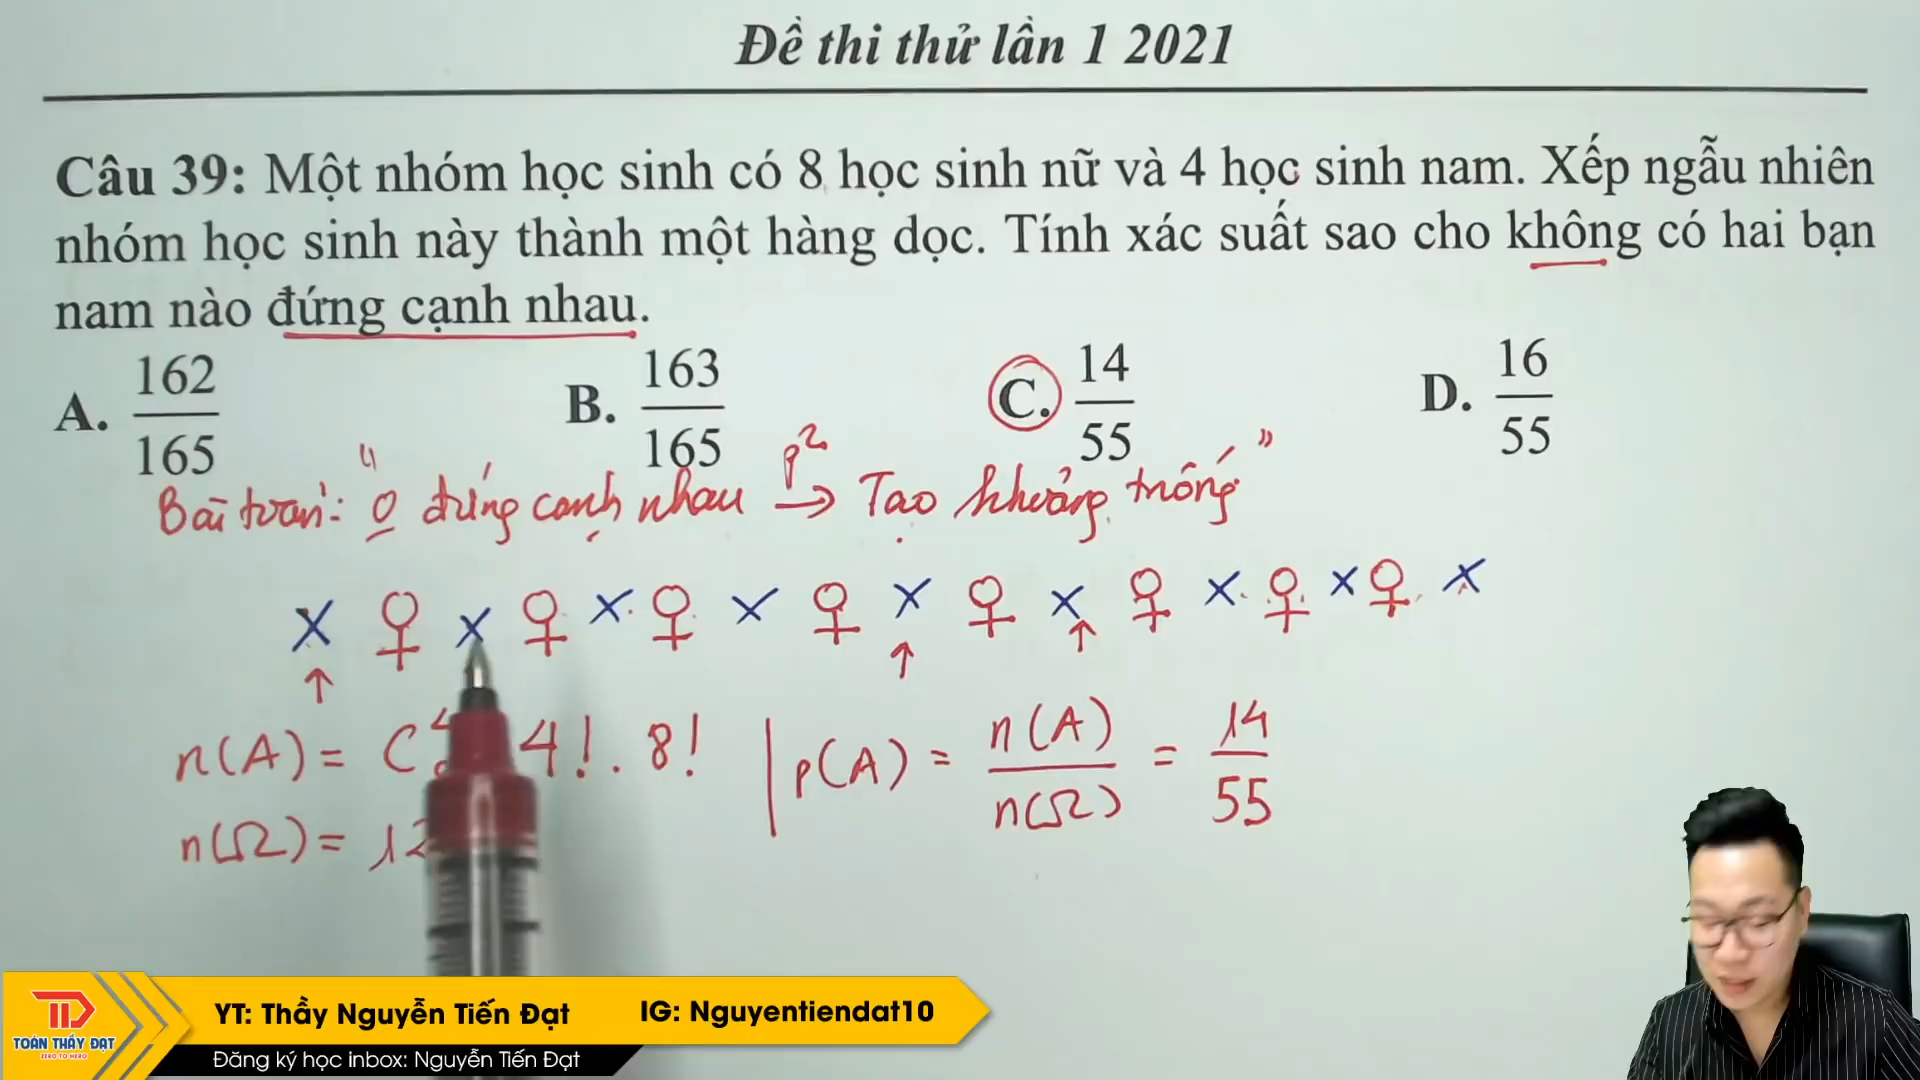 Đề thi thử lần 1 2021
Câu 39: Một nhóm học sinh có 8 học sinh nữ và 4 học sinh nam. Xếp ngẫu nhiên
nhóm học sinh này thành một hàng dọc. Tính xác suất sao cho không có hai bạn
nam nào đứng cạnh nhau.
A. 162/165 B. 163/165 C. 14/55 D. 16/55
Bài toán: "0 đứng cạnh nhau → Tạo khoảng trống"
X ♀ X ♀ X ♀ X ♀ X ♀ X ♀ X ♀ X ♀ X
↑ ↑ ↑
n(A) = C 4! . 8! | p(A) = n(A)/n(Ω) = 14/55
n(Ω) = 12
TOÁN THẦY ĐẠT
ZERO TO HERO
YT: Thầy Nguyễn Tiến Đạt IG: Nguyentiendat10
Đăng ký học inbox: Nguyễn Tiến Đạt